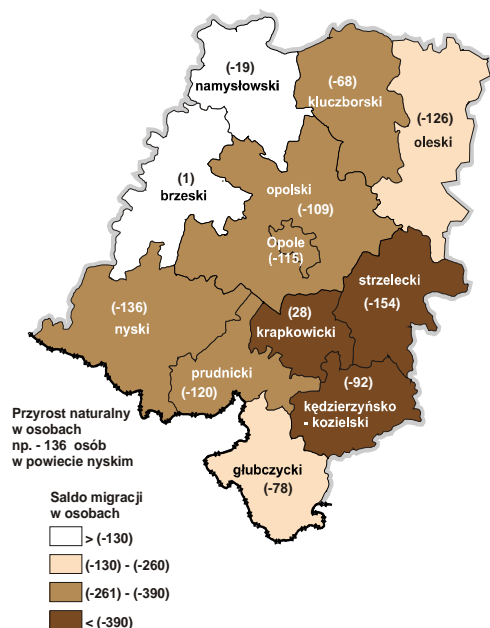 (-19)
namysłowski
(-68)
kluczborski
(-126)
oleski
(1)
brzeski
opolski
(-109)
Opole
(-115)
strzelecki
(-154)
(-136)
nyski
(28)
krapkowicki
prudnicki
(-120)
(-92)
kędzierzyńsko
- kozielski
Przyrost naturalny
w osobach
np. - 136 osób
w powiecie nyskim
głubczycki
(-78)
Saldo migracji
w osobach
> (-130)
(-130) - (-260)
(-261) - (-390)
< (-390)